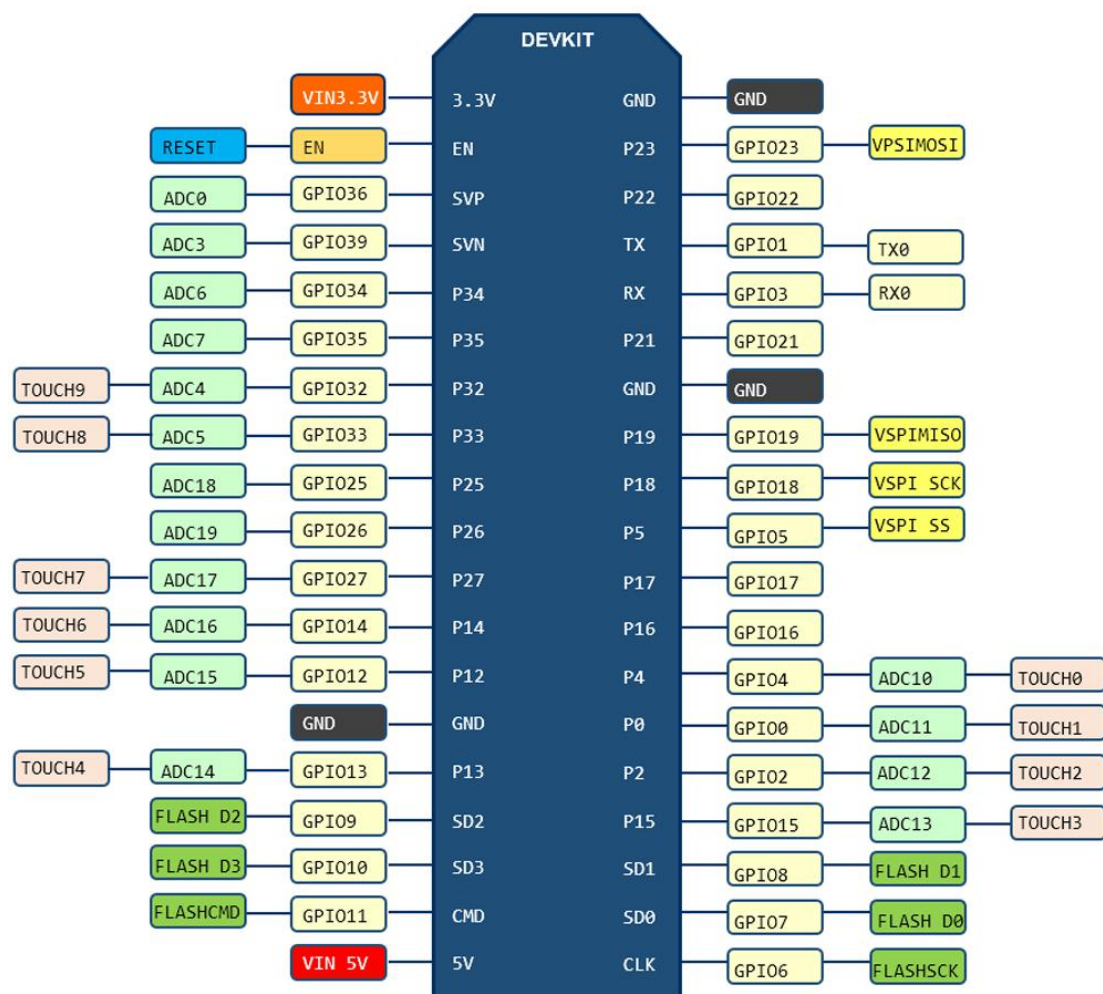 DEVKIT
VIN3.3V 3.3V GND GND
RESET EN EN P23 GPIO23 VPSIMOSI
ADC0 GPIO36 SVP P22 GPIO22
ADC3 GPIO39 SVN TX GPIO1 TX0
ADC6 GPIO34 P34 RX GPIO3 RX0
ADC7 GPIO35 P35 P21 GPIO21
TOUCH9 ADC4 GPIO32 P32 GND GND
TOUCH8 ADC5 GPIO33 P33 P19 GPIO19 VSPIMISO
ADC18 GPIO25 P25 P18 GPIO18 VSPI SCK
ADC19 GPIO26 P26 P5 GPIO5 VSPI SS
TOUCH7 ADC17 GPIO27 P27 P17 GPIO17
TOUCH6 ADC16 GPIO14 P14 P16 GPIO16
TOUCH5 ADC15 GPIO12 P12 P4 GPIO4 ADC10 TOUCH0
GND GND P0 GPIO0 ADC11 TOUCH1
TOUCH4 ADC14 GPIO13 P13 P2 GPIO2 ADC12 TOUCH2
FLASH D2 GPIO9 SD2 P15 GPIO15 ADC13 TOUCH3
FLASH D3 GPIO10 SD3 SD1 GPIO8 FLASH D1
FLASHCMD GPIO11 CMD SD0 GPIO7 FLASH D0
VIN 5V 5V CLK GPIO6 FLASHSCK